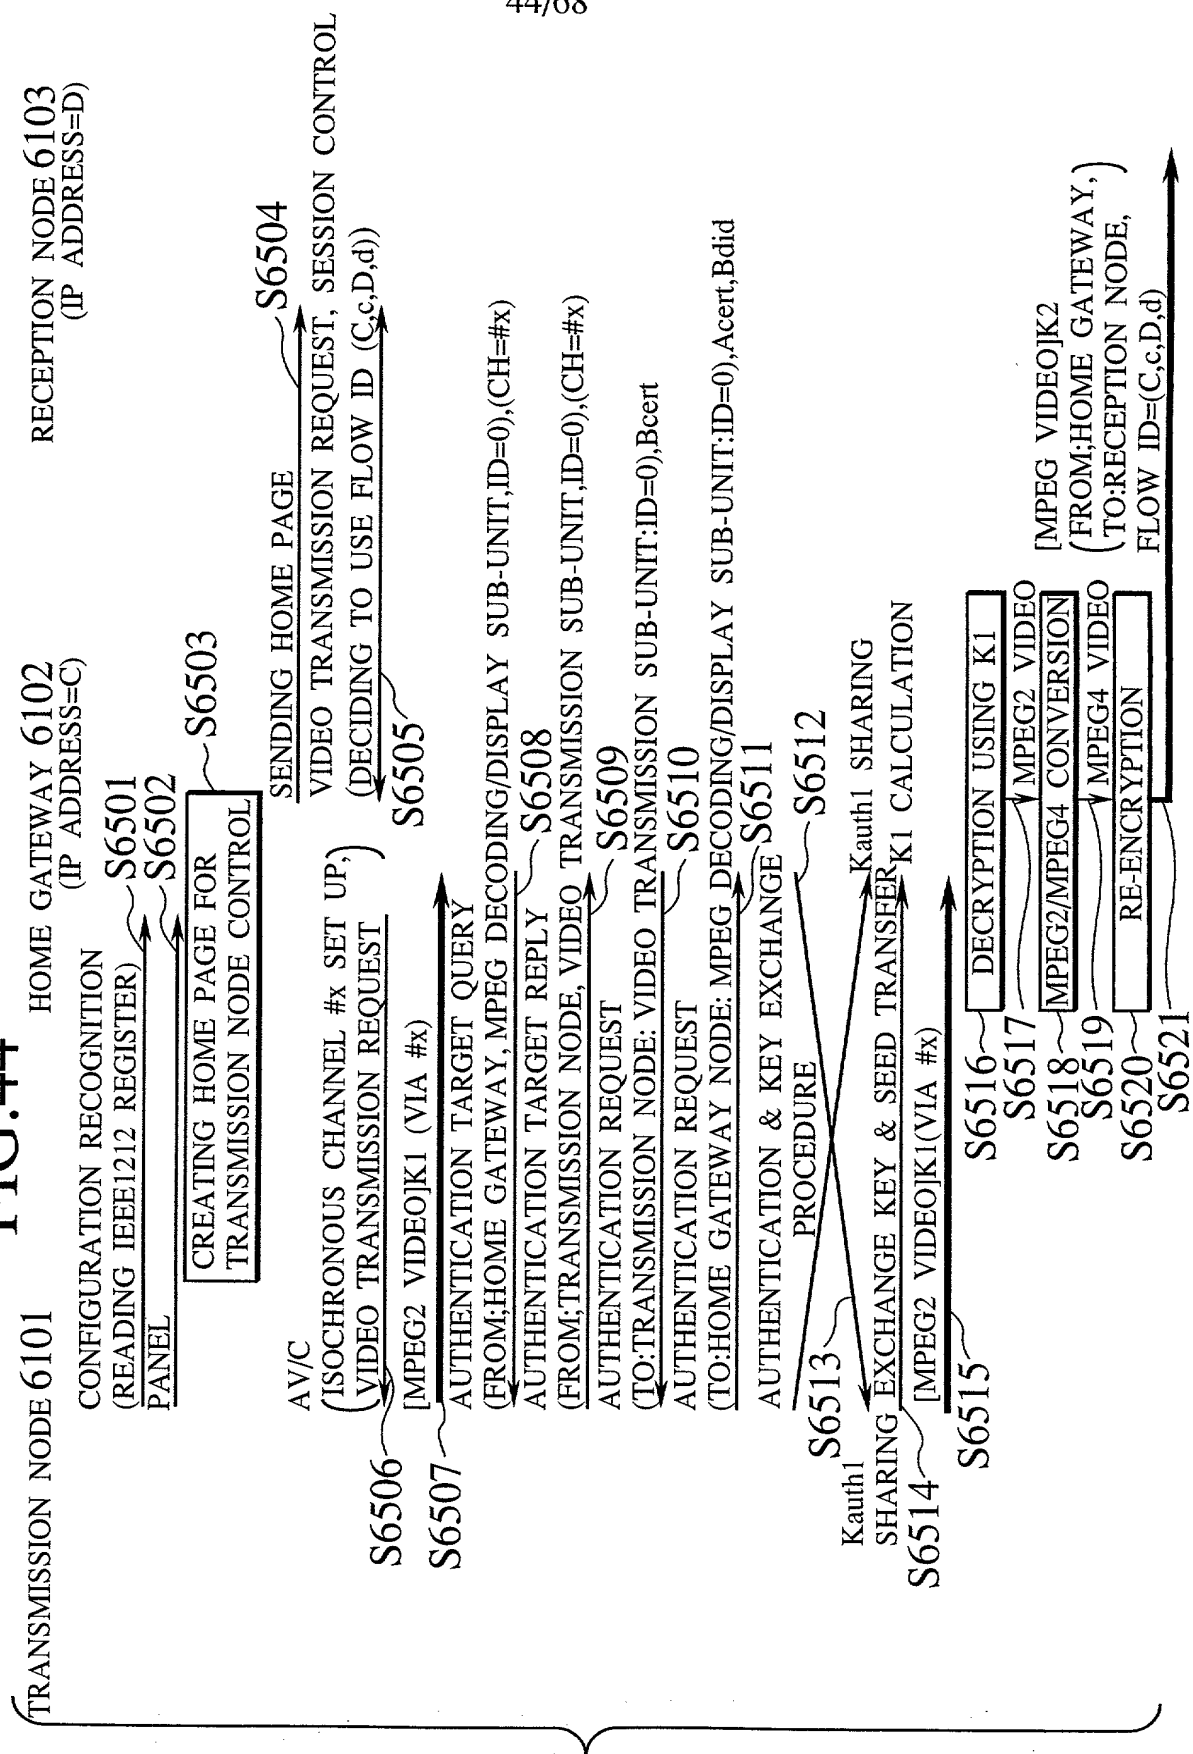 44/68
FIG.44
TRANSMISSION NODE 6101
HOME GATEWAY 6102
(IP ADDRESS=C)
RECEPTION NODE 6103
(IP ADDRESS=D)
CONFIGURATION RECOGNITION
(READING IEEE1212 REGISTER)
S6501
PANEL
S6502
CREATING HOME PAGE FOR
TRANSMISSION NODE CONTROL
S6503
SENDING HOME PAGE
S6504
VIDEO TRANSMISSION REQUEST, SESSION CONTROL
(DECIDING TO USE FLOW ID (C,c,D,d))
S6505
AV/C
(ISOCHRONOUS CHANNEL #x SET UP,
VIDEO TRANSMISSION REQUEST)
S6506
[MPEG2 VIDEO]K1 (VIA #x)
S6507
AUTHENTICATION TARGET QUERY
(FROM;HOME GATEWAY, MPEG DECODING/DISPLAY SUB-UNIT,ID=0),(CH=#x)
S6508
AUTHENTICATION TARGET REPLY
(FROM;TRANSMISSION NODE, VIDEO TRANSMISSION SUB-UNIT,ID=0),(CH=#x)
S6509
AUTHENTICATION REQUEST
(TO:TRANSMISSION NODE: VIDEO TRANSMISSION SUB-UNIT:ID=0),Bcert
S6510
AUTHENTICATION REQUEST
(TO:HOME GATEWAY NODE: MPEG DECODING/DISPLAY SUB-UNIT:ID=0),Acert,Bdid
S6511
AUTHENTICATION & KEY EXCHANGE
PROCEDURE
S6512
S6513
Kauth1
SHARING
Kauth1 SHARING
EXCHANGE KEY & SEED TRANSFER
K1 CALCULATION
S6514
[MPEG2 VIDEO]K1(VIA #x)
S6515
DECRYPTION USING K1
S6516
MPEG2 VIDEO
S6517
MPEG2/MPEG4 CONVERSION
S6518
MPEG4 VIDEO
S6519
RE-ENCRYPTION
S6520
S6521
[MPEG VIDEO]K2
(FROM;HOME GATEWAY,
TO:RECEPTION NODE,)
FLOW ID=(C,c,D,d)